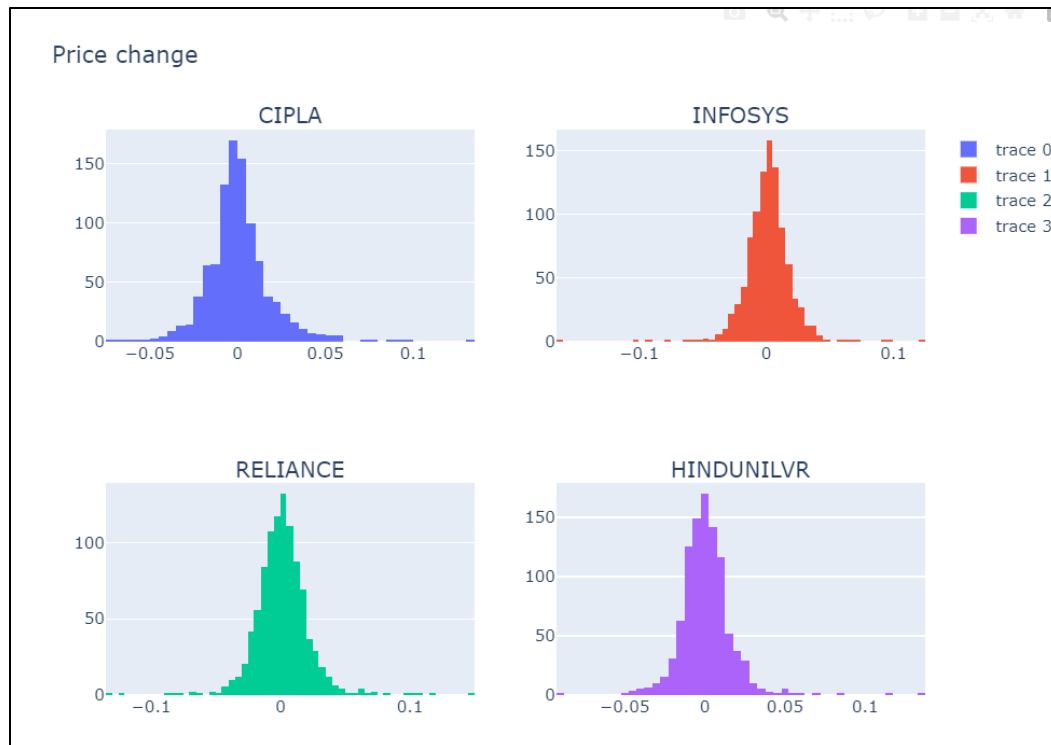 Price change
CIPLA
150
100
50
0
−0.05 0 0.05 0.1
INFOSYS
150
100
50
0
−0.1 0 0.1
trace 0
trace 1
trace 2
trace 3
RELIANCE
100
50
0
−0.1 0 0.1
HINDUNILVR
150
100
50
0
−0.05 0 0.05 0.1